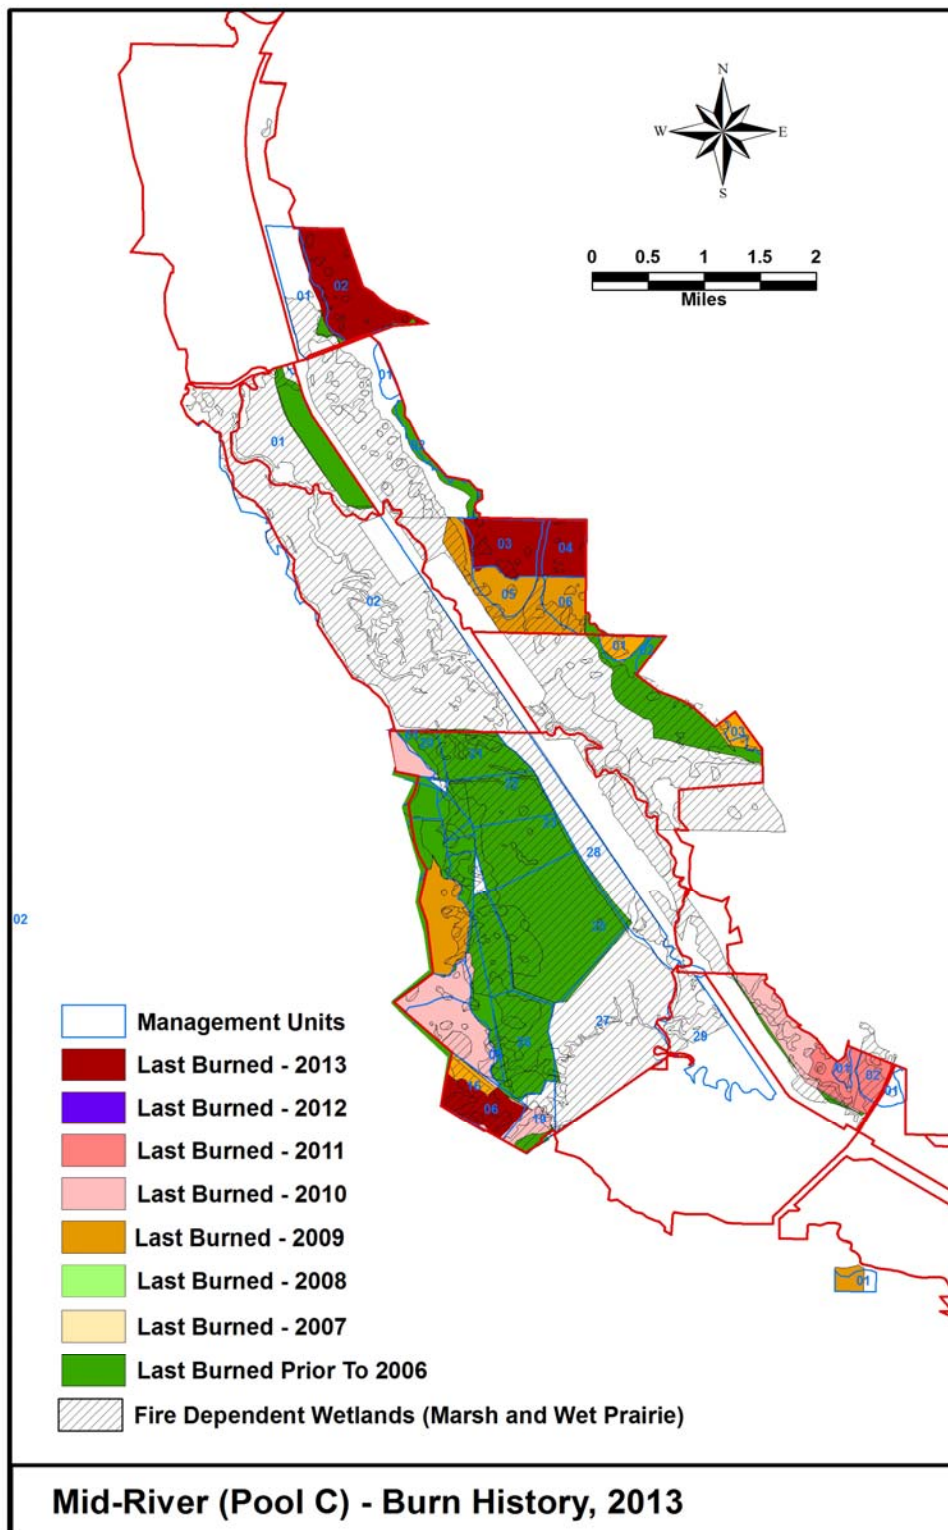 N
W E
S
0 0.5 1 1.5 2
Miles
02
01
01
01
03 04
02
05 06
01
03
28
02
27
29
01 02
01
16
06
19
01
Management Units
Last Burned - 2013
Last Burned - 2012
Last Burned - 2011
Last Burned - 2010
Last Burned - 2009
Last Burned - 2008
Last Burned - 2007
Last Burned Prior To 2006
Fire Dependent Wetlands (Marsh and Wet Prairie)
Mid-River (Pool C) - Burn History, 2013